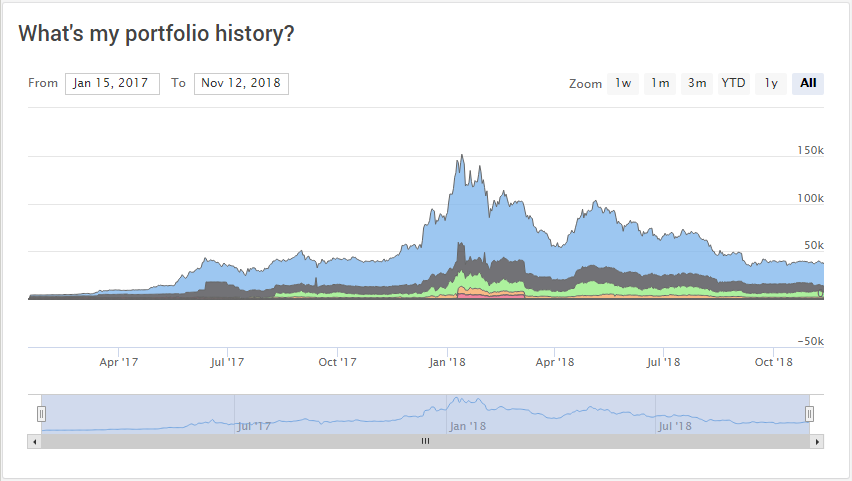 What's my portfolio history?
From Jan 15, 2017 To Nov 12, 2018 Zoom 1w 1m 3m YTD 1y All
150k
100k
50k
0
−50k
Apr '17 Jul '17 Oct '17 Jan '18 Apr '18 Jul '18 Oct '18
Jul '17 Jan '18 Jul '18